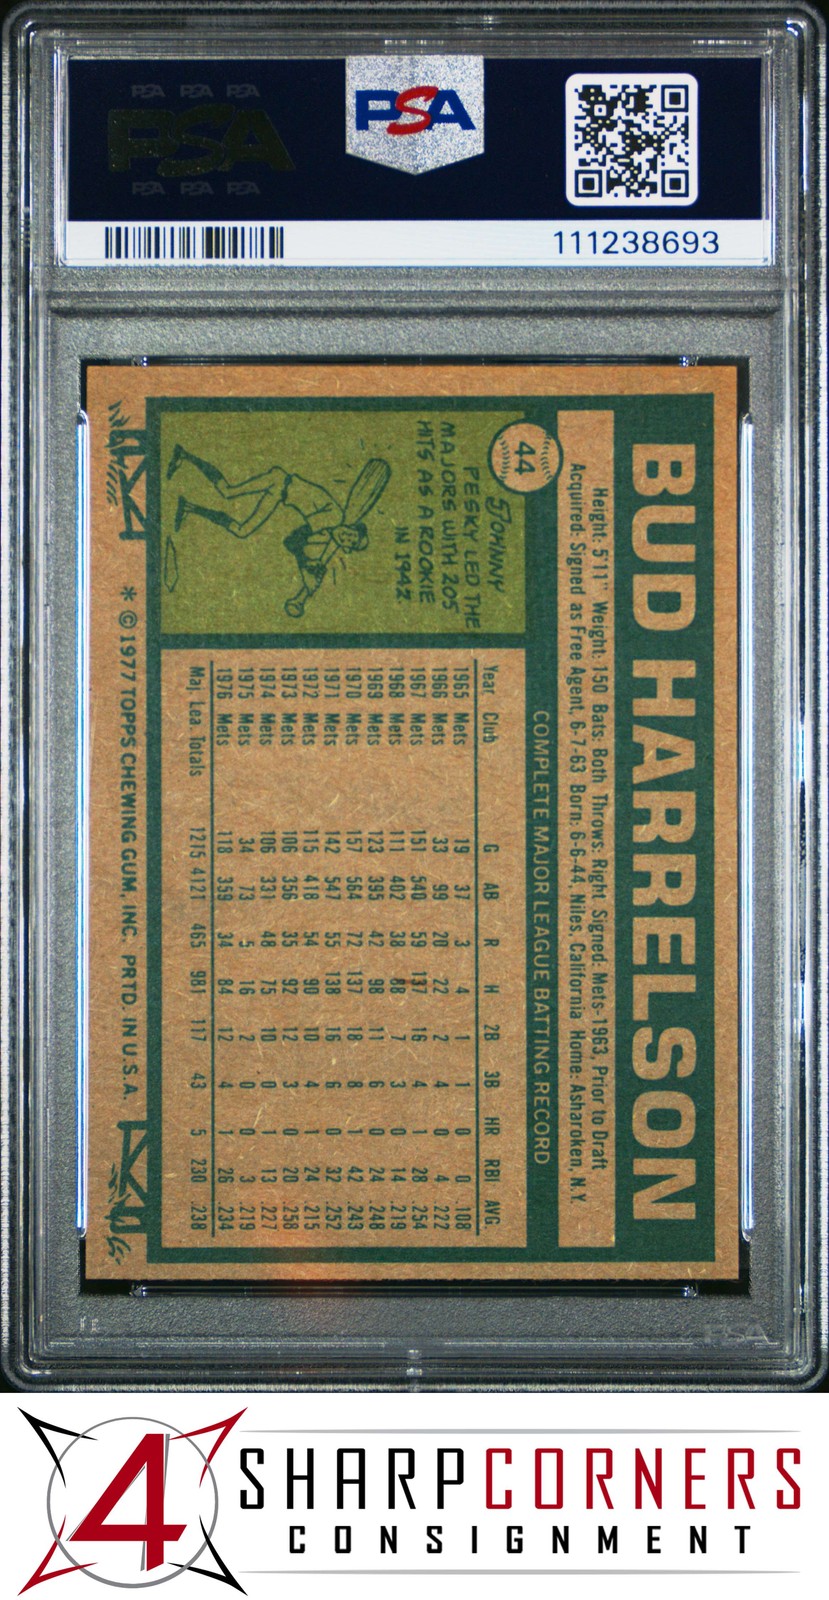 PSA PSA PSA
PSA
PSA PSA PSA
PSA
111238693
BUD HARRELSON
Height: 5'11" Weight: 150 Bats: Both Throws: Right Signed: Mets-1963, Prior to Draft
Acquired: Signed as Free Agent, 6-7-63 Born: 6-6-44, Niles, California Home: Asharoken, N.Y.
44
COMPLETE MAJOR LEAGUE BATTING RECORD
JOHNNY
PESKY LED THE
MAJORS WITH 205
HITS AS A ROOKIE
IN 1942.
Year Club G AB R H 2B 3B HR RBI AVG.
1965 Mets 19 37 3 4 1 1 0 0 .108
1966 Mets 33 99 20 22 2 4 0 4 .222
1967 Mets 151 540 59 137 16 4 1 28 .254
1968 Mets 111 402 38 88 7 3 0 14 .219
1969 Mets 123 395 42 98 11 6 0 24 .248
1970 Mets 157 564 72 137 18 8 1 42 .243
1971 Mets 142 547 55 138 16 6 0 32 .252
1972 Mets 115 418 54 90 10 4 1 24 .215
1973 Mets 106 356 35 92 12 3 0 20 .258
1974 Mets 106 331 48 75 10 0 1 13 .227
1975 Mets 34 73 5 16 2 0 0 3 .219
1976 Mets 118 359 34 84 12 4 1 26 .234
Maj. Lea. Totals 1215 4121 465 981 117 43 5 230 .238
* © 1977 TOPPS CHEWING GUM, INC. PRTD. IN U.S.A.
PSA
4 SHARPCORNERS
CONSIGNMENT